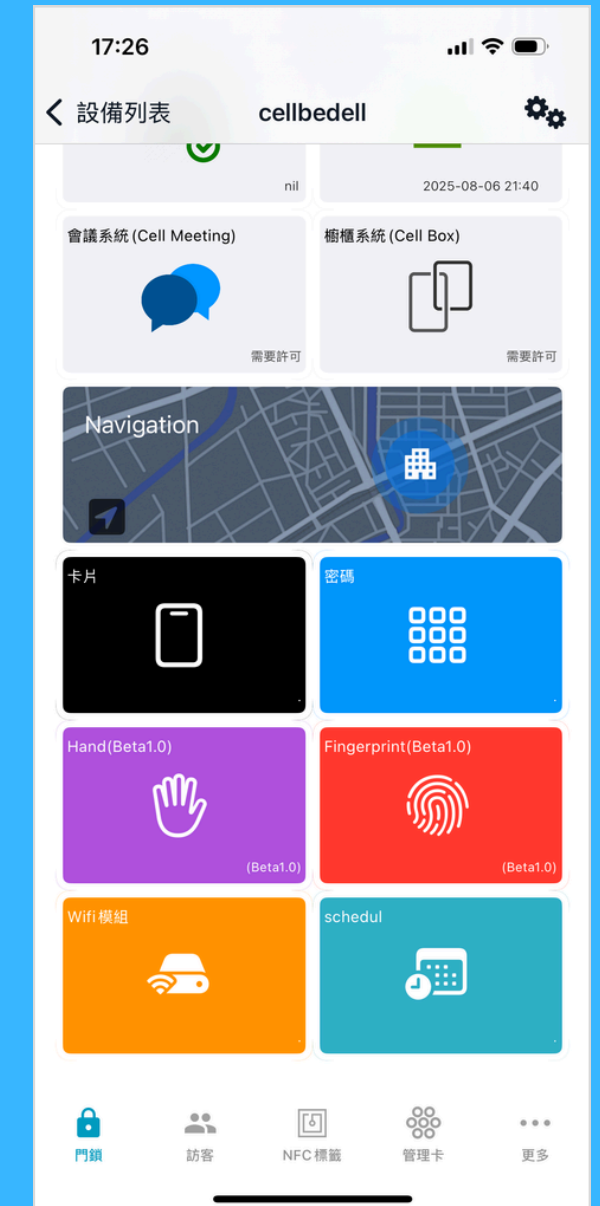 17:26
設備列表
cellbedell
nil
2025-08-06 21:40
會議系統 (Cell Meeting)
櫥櫃系統 (Cell Box)
需要許可
需要許可
Navigation
卡片
密碼
.
.
Hand(Beta1.0)
Fingerprint(Beta1.0)
(Beta1.0)
(Beta1.0)
Wifi 模組
schedul
.
.
門鎖
訪客
NFC 標籤
管理卡
更多